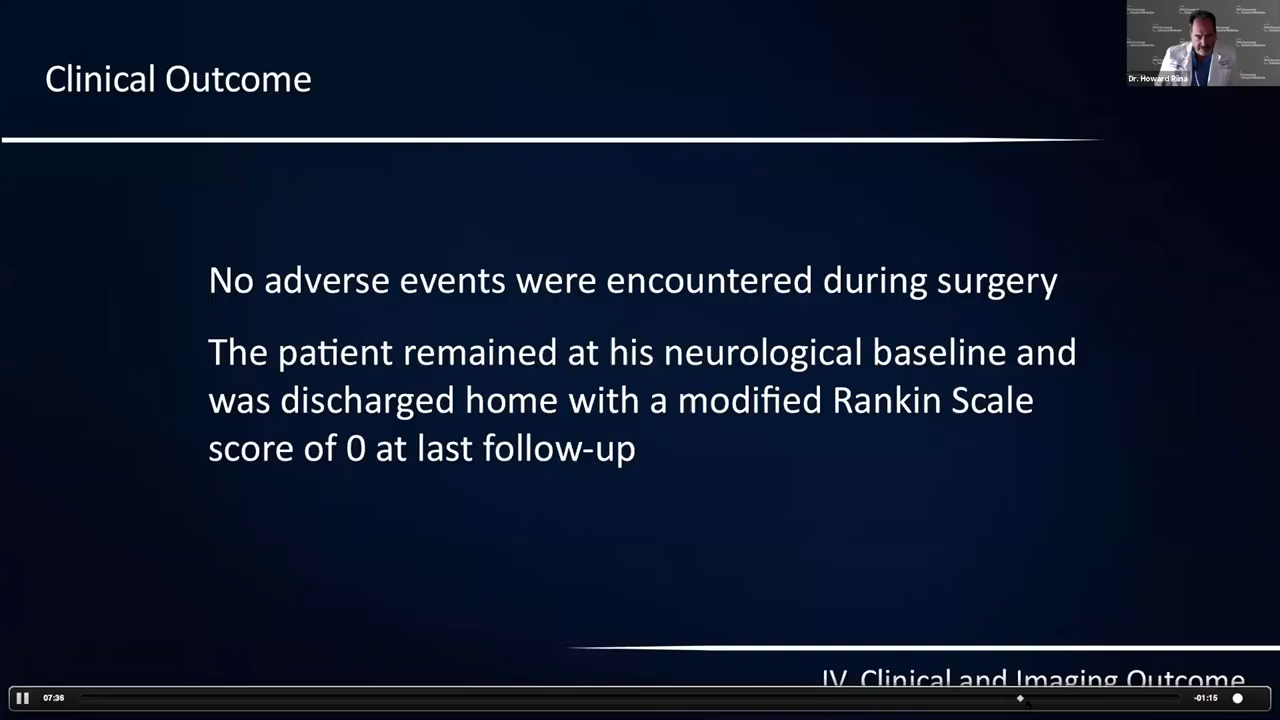 Clinical Outcome
Dr. Howard Riina
No adverse events were encountered during surgery
The patient remained at his neurological baseline and
was discharged home with a modified Rankin Scale
score of 0 at last follow-up
IV. Clinical and Imaging Outcome
07:36
-01:15